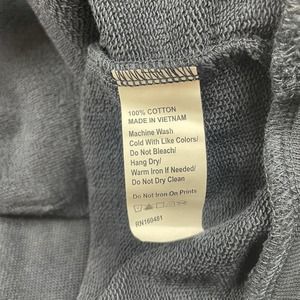 100% COTTON
MADE IN VIETNAM
Machine Wash
Cold With Like Colors/
Do Not Bleach/
Hang Dry/
Warm Iron If Needed/
Do Not Dry Clean
Do Not Iron On Prints
RN160481